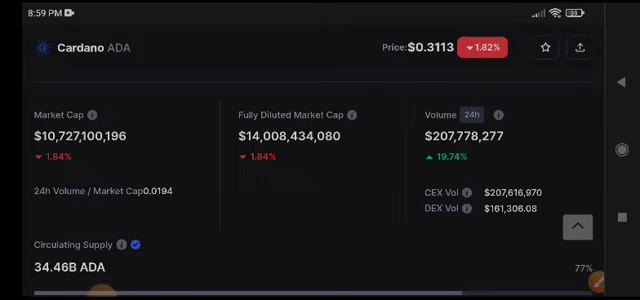 8:59 PM
Cardano ADA Price:$0.3113 1.82%
Market Cap Fully Diluted Market Cap Volume 24h
$10,727,100,196 $14,008,434,080 $207,778,277
1.84% 1.84% 19.74%
24h Volume / Market Cap0.0194
CEX Vol $207,616,970
DEX Vol $161,306.08
Circulating Supply
34.46B ADA 77%